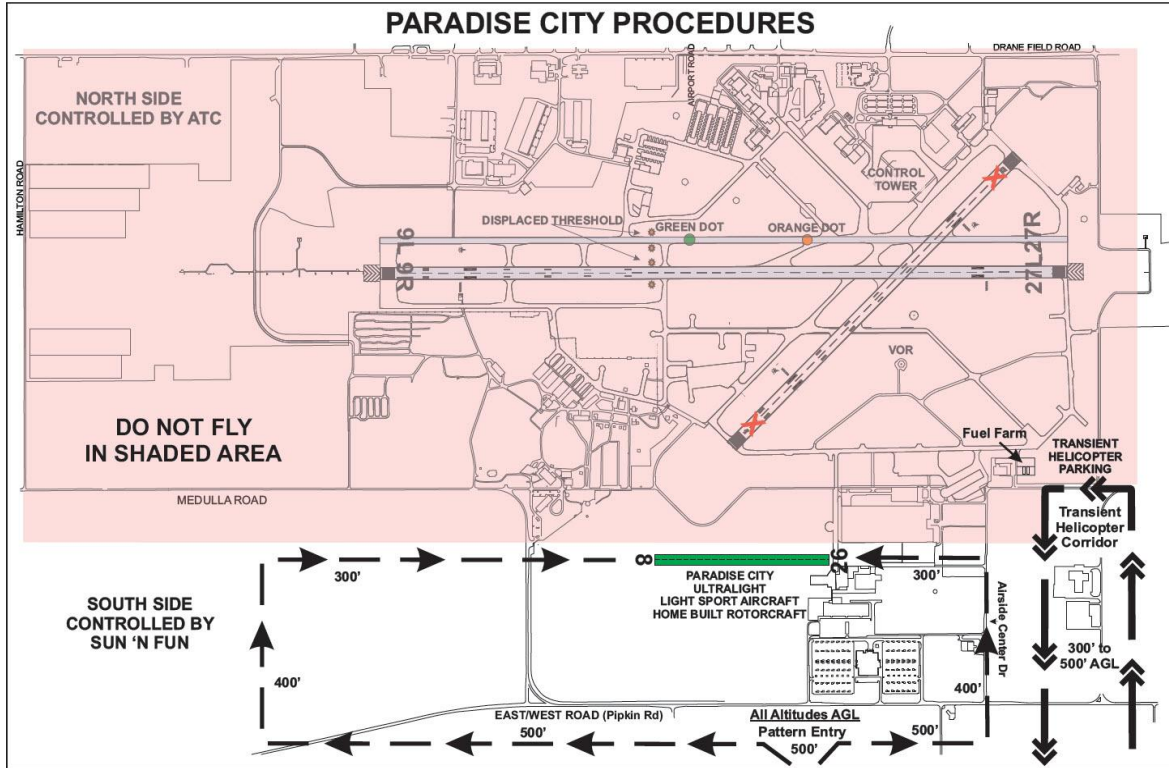 PARADISE CITY PROCEDURES
DRANE FIELD ROAD
AIRPORT ROAD
NORTH SIDE
CONTROLLED BY ATC
HAMILTON ROAD
CONTROL
TOWER
DISPLACED THRESHOLD
GREEN DOT
ORANGE DOT
9L
9R
27R
27L
VOR
DO NOT FLY
IN SHADED AREA
Fuel Farm
TRANSIENT
HELICOPTER
PARKING
MEDULLA ROAD
Transient
Helicopter
Corridor
8
26
300'
300'
PARADISE CITY
ULTRALIGHT
LIGHT SPORT AIRCRAFT
HOME BUILT ROTORCRAFT
SOUTH SIDE
CONTROLLED BY
SUN 'N FUN
Airside Center Dr
300' to
500' AGL
400'
400'
EAST/WEST ROAD (Pipkin Rd)
500'
All Altitudes AGL
Pattern Entry
500'
500'